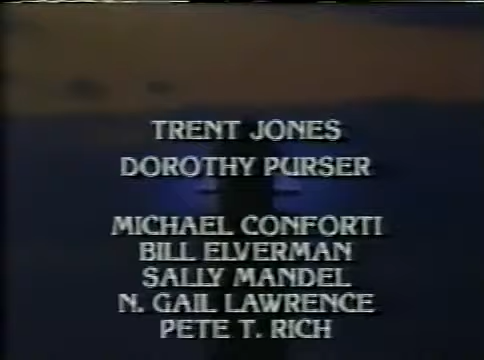 TRENT JONES
DOROTHY PURSER
MICHAEL CONFORTI
BILL ELVERMAN
SALLY MANDEL
N. GAIL LAWRENCE
PETE T. RICH